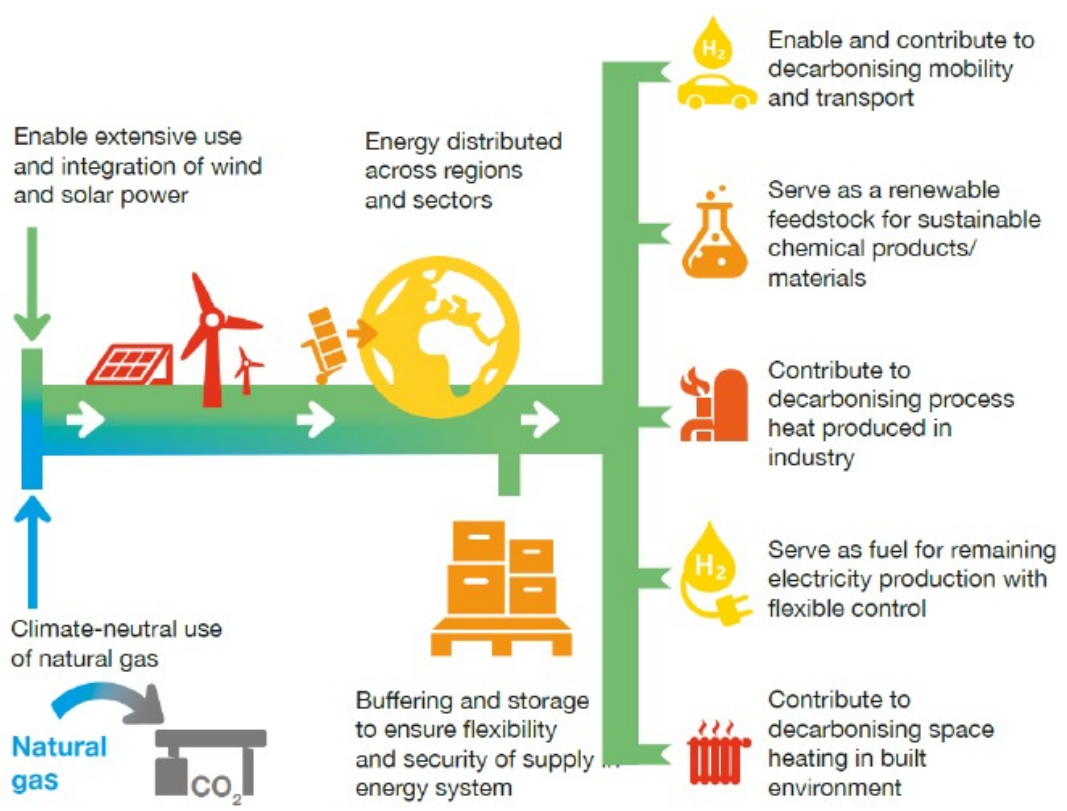 Enable extensive use
and integration of wind
and solar power
Energy distributed
across regions
and sectors
Climate-neutral use
of natural gas
Natural
gas
CO2
Buffering and storage
to ensure flexibility
and security of supply in
energy system
H2
Enable and contribute to
decarbonising mobility
and transport
Serve as a renewable
feedstock for sustainable
chemical products/
materials
Contribute to
decarbonising process
heat produced in
industry
H2
Serve as fuel for remaining
electricity production with
flexible control
Contribute to
decarbonising space
heating in built
environment